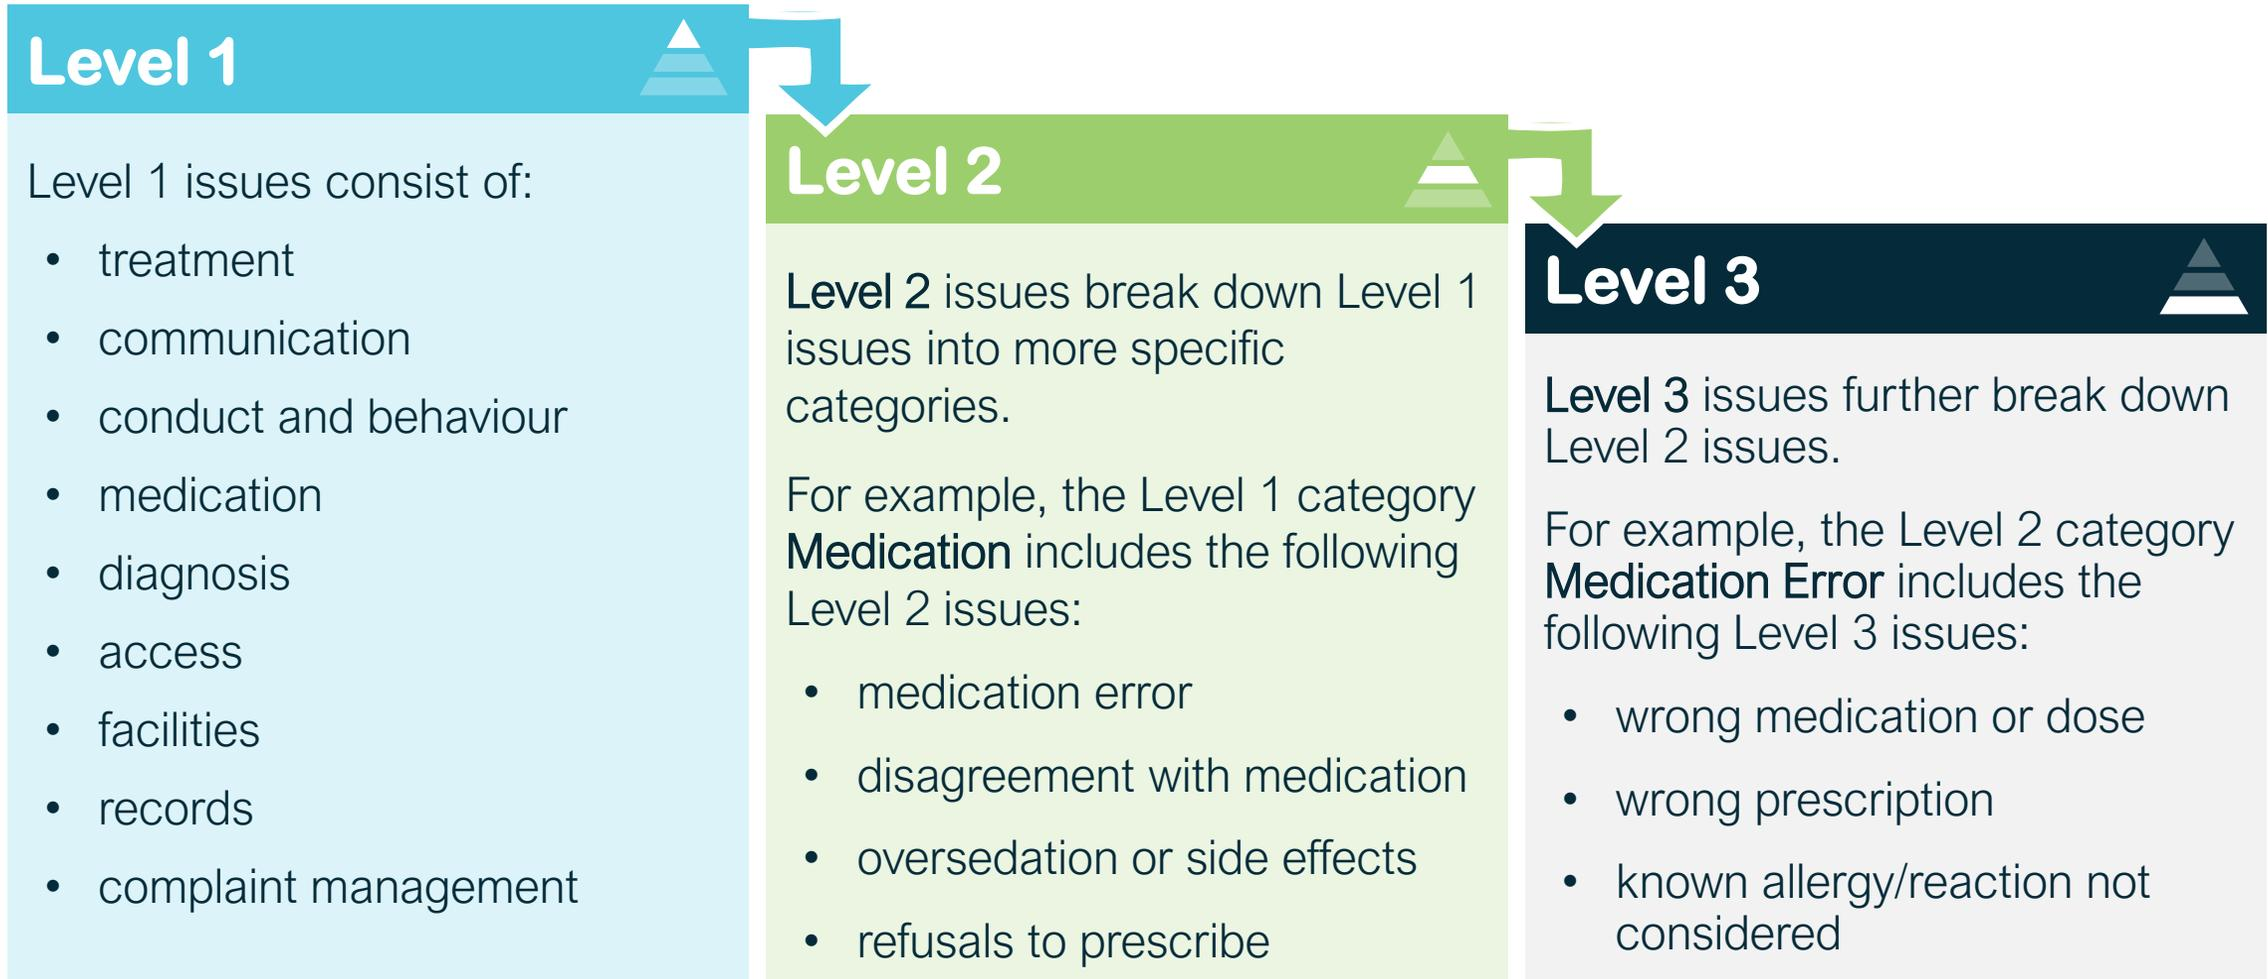 Level 1
Level 1 issues consist of:
• treatment
• communication
• conduct and behaviour
• medication
• diagnosis
• access
• facilities
• records
• complaint management
Level 2
Level 2 issues break down Level 1
issues into more specific
categories.
For example, the Level 1 category
Medication includes the following
Level 2 issues:
• medication error
• disagreement with medication
• oversedation or side effects
• refusals to prescribe
Level 3
Level 3 issues further break down
Level 2 issues.
For example, the Level 2 category
Medication Error includes the
following Level 3 issues:
• wrong medication or dose
• wrong prescription
• known allergy/reaction not
considered